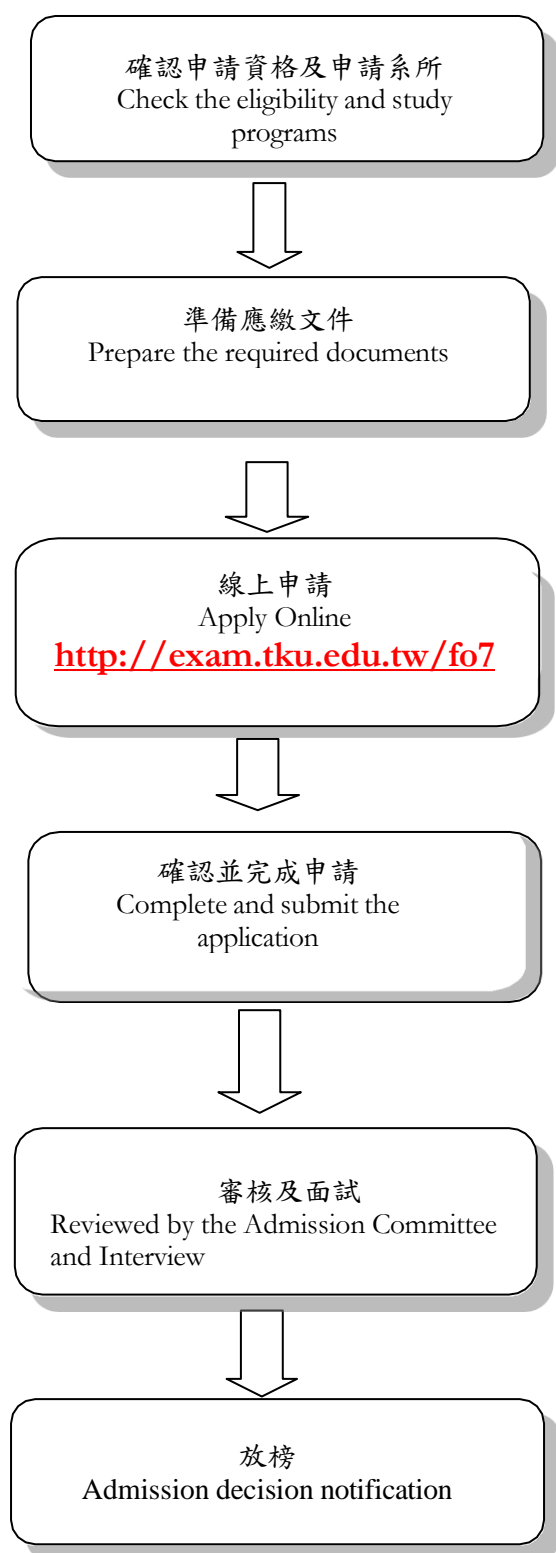 確認申請資格及申請系所
Check the eligibility and study
programs
準備應繳文件
Prepare the required documents
線上申請
Apply Online
http://exam.tku.edu.tw/fo7
確認並完成申請
Complete and submit the
application
審核及面試
Reviewed by the Admission Committee
and Interview
放榜
Admission decision notification